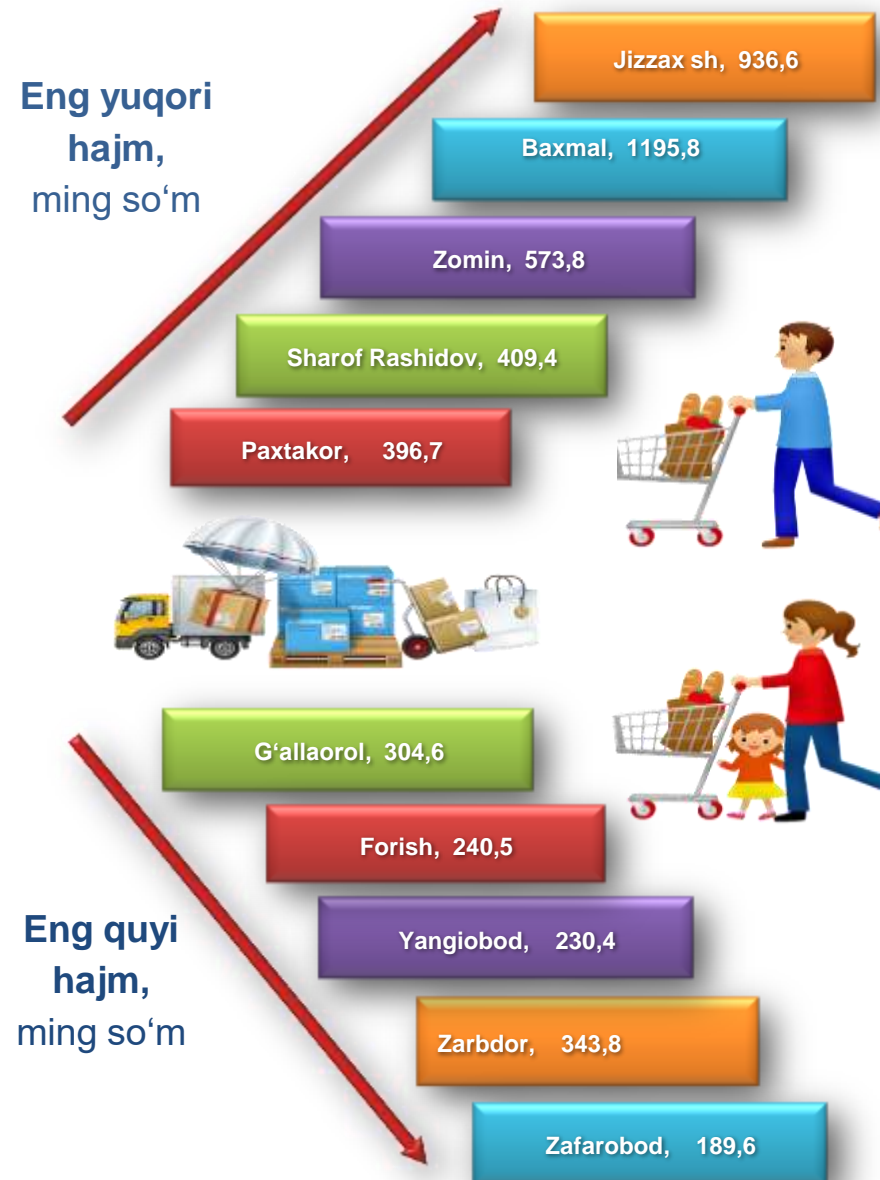 Eng yuqori
hajm,
ming so‘m
Jizzax sh, 936,6
Baxmal, 1195,8
Zomin, 573,8
Sharof Rashidov, 409,4
Paxtakor, 396,7
G‘allaorol, 304,6
Forish, 240,5
Yangiobod, 230,4
Eng quyi
hajm,
ming so‘m
Zarbdor, 343,8
Zafarobod, 189,6